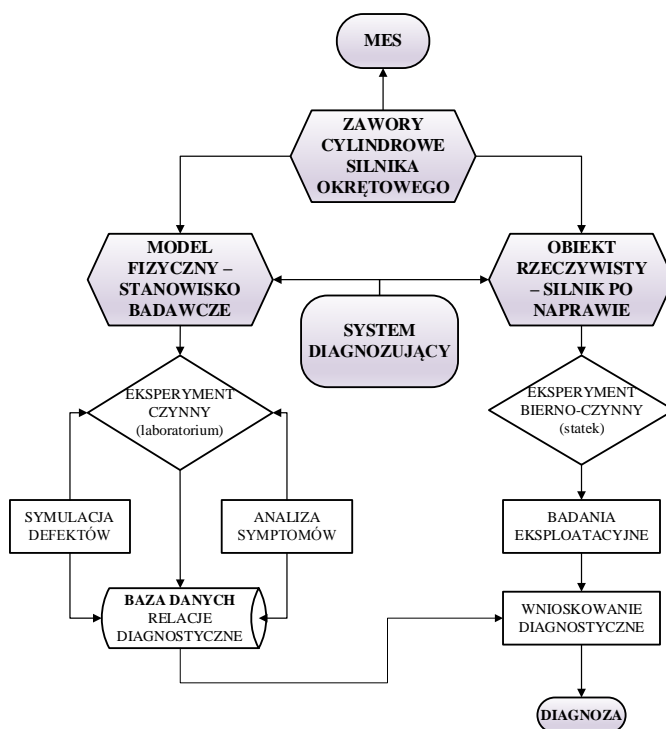 MES
ZAWORY
CYLINDROWE
SILNIKA
OKRĘTOWEGO
MODEL
FIZYCZNY –
STANOWISKO
BADAWCZE
OBIEKT
RZECZYWISTY
– SILNIK PO
NAPRAWIE
SYSTEM
DIAGNOZUJĄCY
EKSPERYMENT
CZYNNY
(laboratorium)
EKSPERYMENT
BIERNO-CZYNNY
(statek)
SYMULACJA
DEFEKTÓW
ANALIZA
SYMPTOMÓW
BADANIA
EKSPLOATACYJNE
BAZA DANYCH
RELACJE
DIAGNOSTYCZNE
WNIOSKOWANIE
DIAGNOSTYCZNE
DIAGNOZA